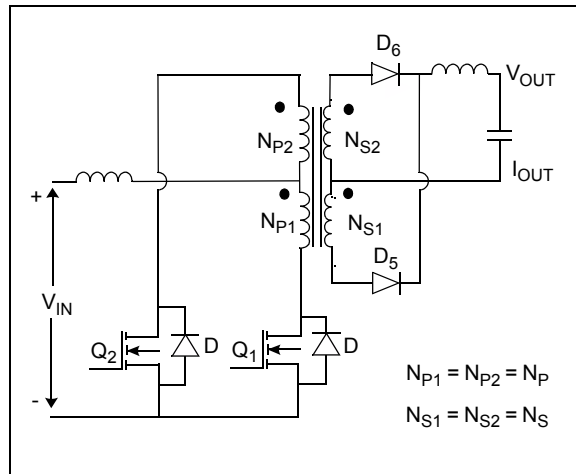 D6
VOUT
NP2
NS2
IOUT
+
NP1
NS1
D5
VIN
Q2
D
Q1
D
-
NP1 = NP2 = NP
NS1 = NS2 = NS